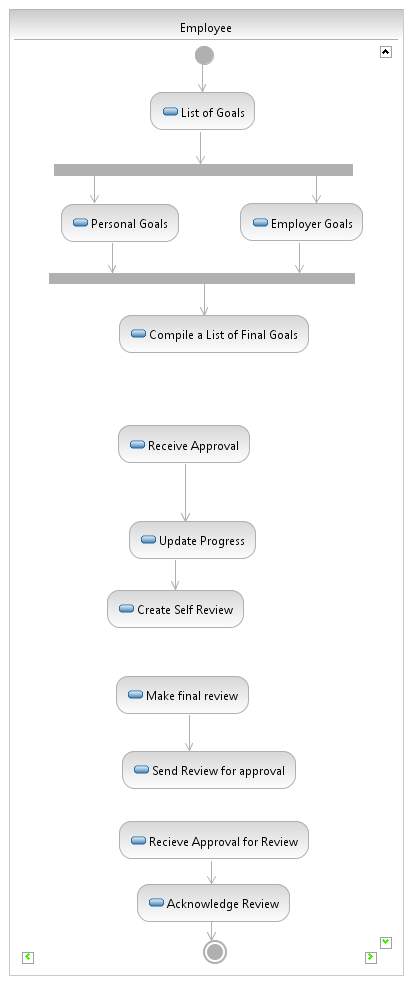 Employee
List of Goals
Personal Goals
Employer Goals
Compile a List of Final Goals
Receive Approval
Update Progress
Create Self Review
Make final review
Send Review for approval
Recieve Approval for Review
Acknowledge Review